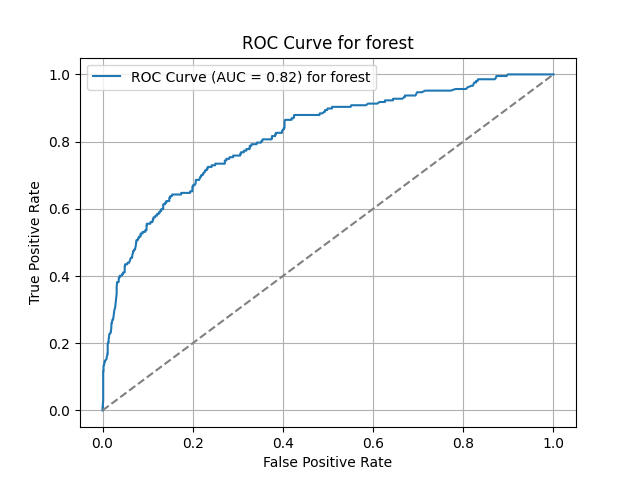 ROC Curve for forest
ROC Curve (AUC = 0.82) for forest
1.0
0.8
0.6
0.4
0.2
0.0
True Positive Rate
0.0 0.2 0.4 0.6 0.8 1.0
False Positive Rate